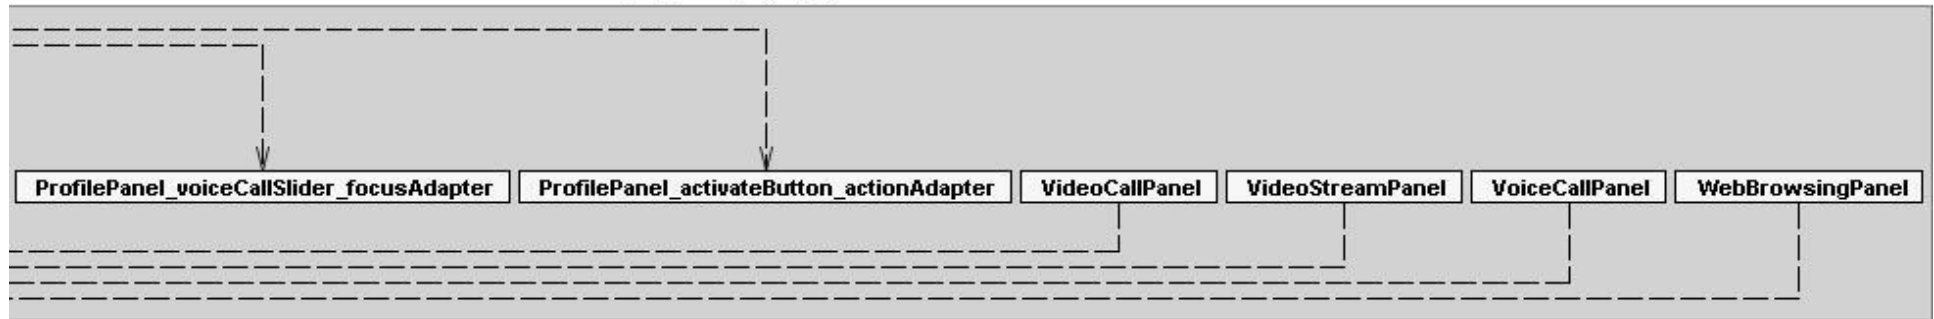 ProfilePanel_voiceCallSlider_focusAdapter
ProfilePanel_activateButton_actionAdapter
VideoCallPanel
VideoStreamPanel
VoiceCallPanel
WebBrowsingPanel